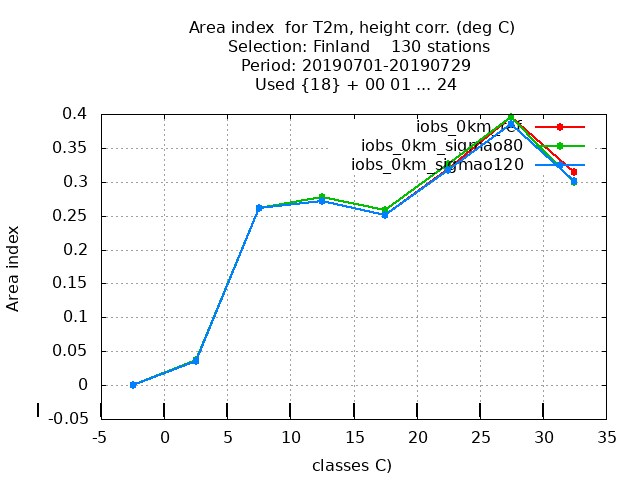 Area index  for T2m, height corr. (deg C)
Selection: Finland    130 stations
Period: 20190701-20190729
Used {18} + 00 01 ... 24
0.4
0.35
0.3
0.25
0.2
0.15
0.1
0.05
0
-0.05
Area index
iobs_0km_ref
iobs_0km_sigmao80
iobs_0km_sigmao120
-5 0 5 10 15 20 25 30 35
classes C)